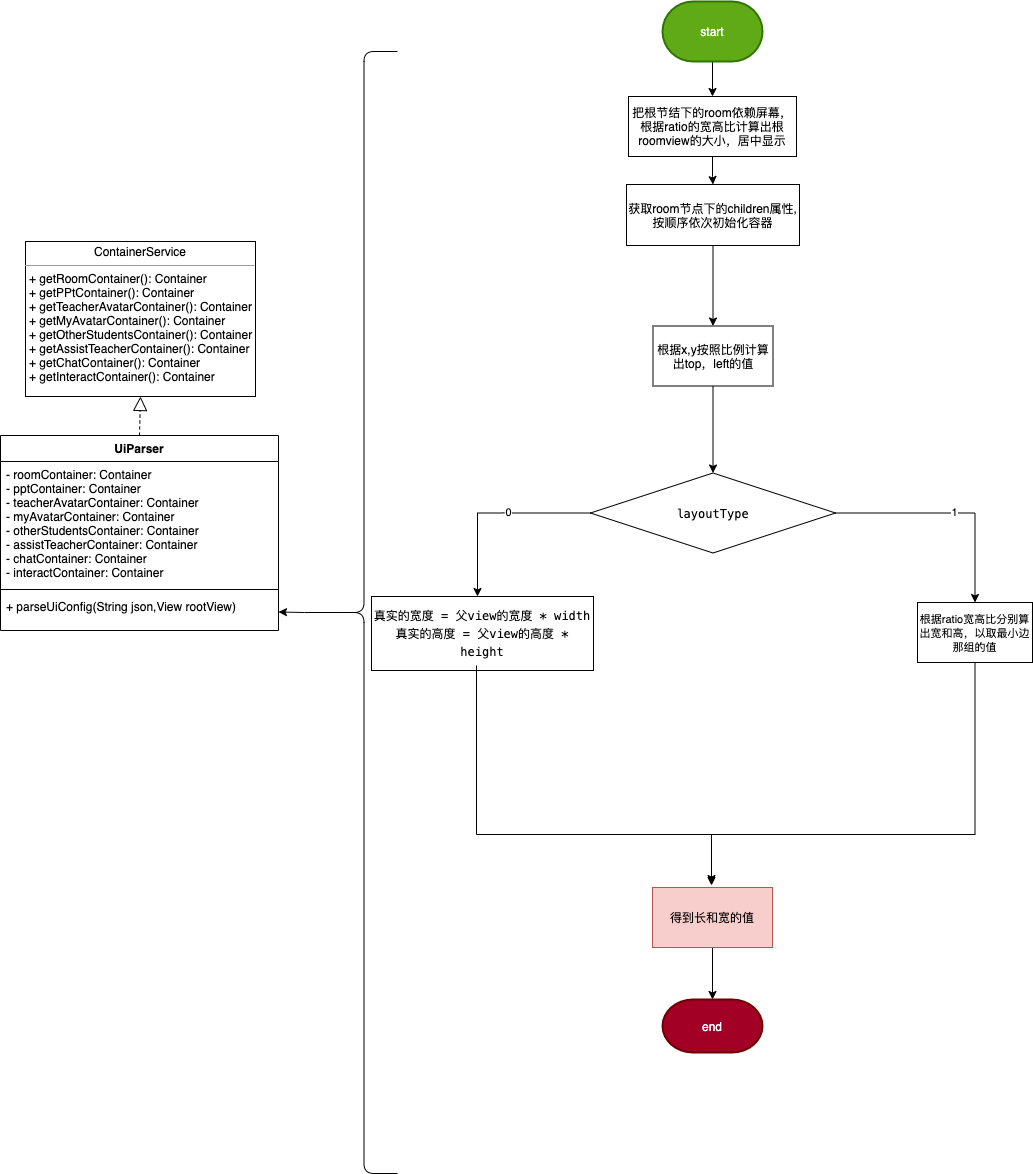 start
把根节结下的room依赖屏幕，
根据ratio的宽高比计算出根
roomview的大小，居中显示
获取room节点下的children属性,
按顺序依次初始化容器
ContainerService
+ getRoomContainer(): Container
+ getPPtContainer(): Container
+ getTeacherAvatarContainer(): Container
+ getMyAvatarContainer(): Container
+ getOtherStudentsContainer(): Container
+ getAssistTeacherContainer(): Container
+ getChatContainer(): Container
+ getInteractContainer(): Container
根据x,y按照比例计算
出top，left的值
UiParser
- roomContainer: Container
- pptContainer: Container
- teacherAvatarContainer: Container
- myAvatarContainer: Container
- otherStudentsContainer: Container
- assistTeacherContainer: Container
- chatContainer: Container
- interactContainer: Container
+ parseUiConfig(String json,View rootView)
layoutType
0
1
真实的宽度 = 父view的宽度 * width
真实的高度 = 父view的高度 *
height
根据ratio宽高比分别算
出宽和高，以取最小边
那组的值
得到长和宽的值
end